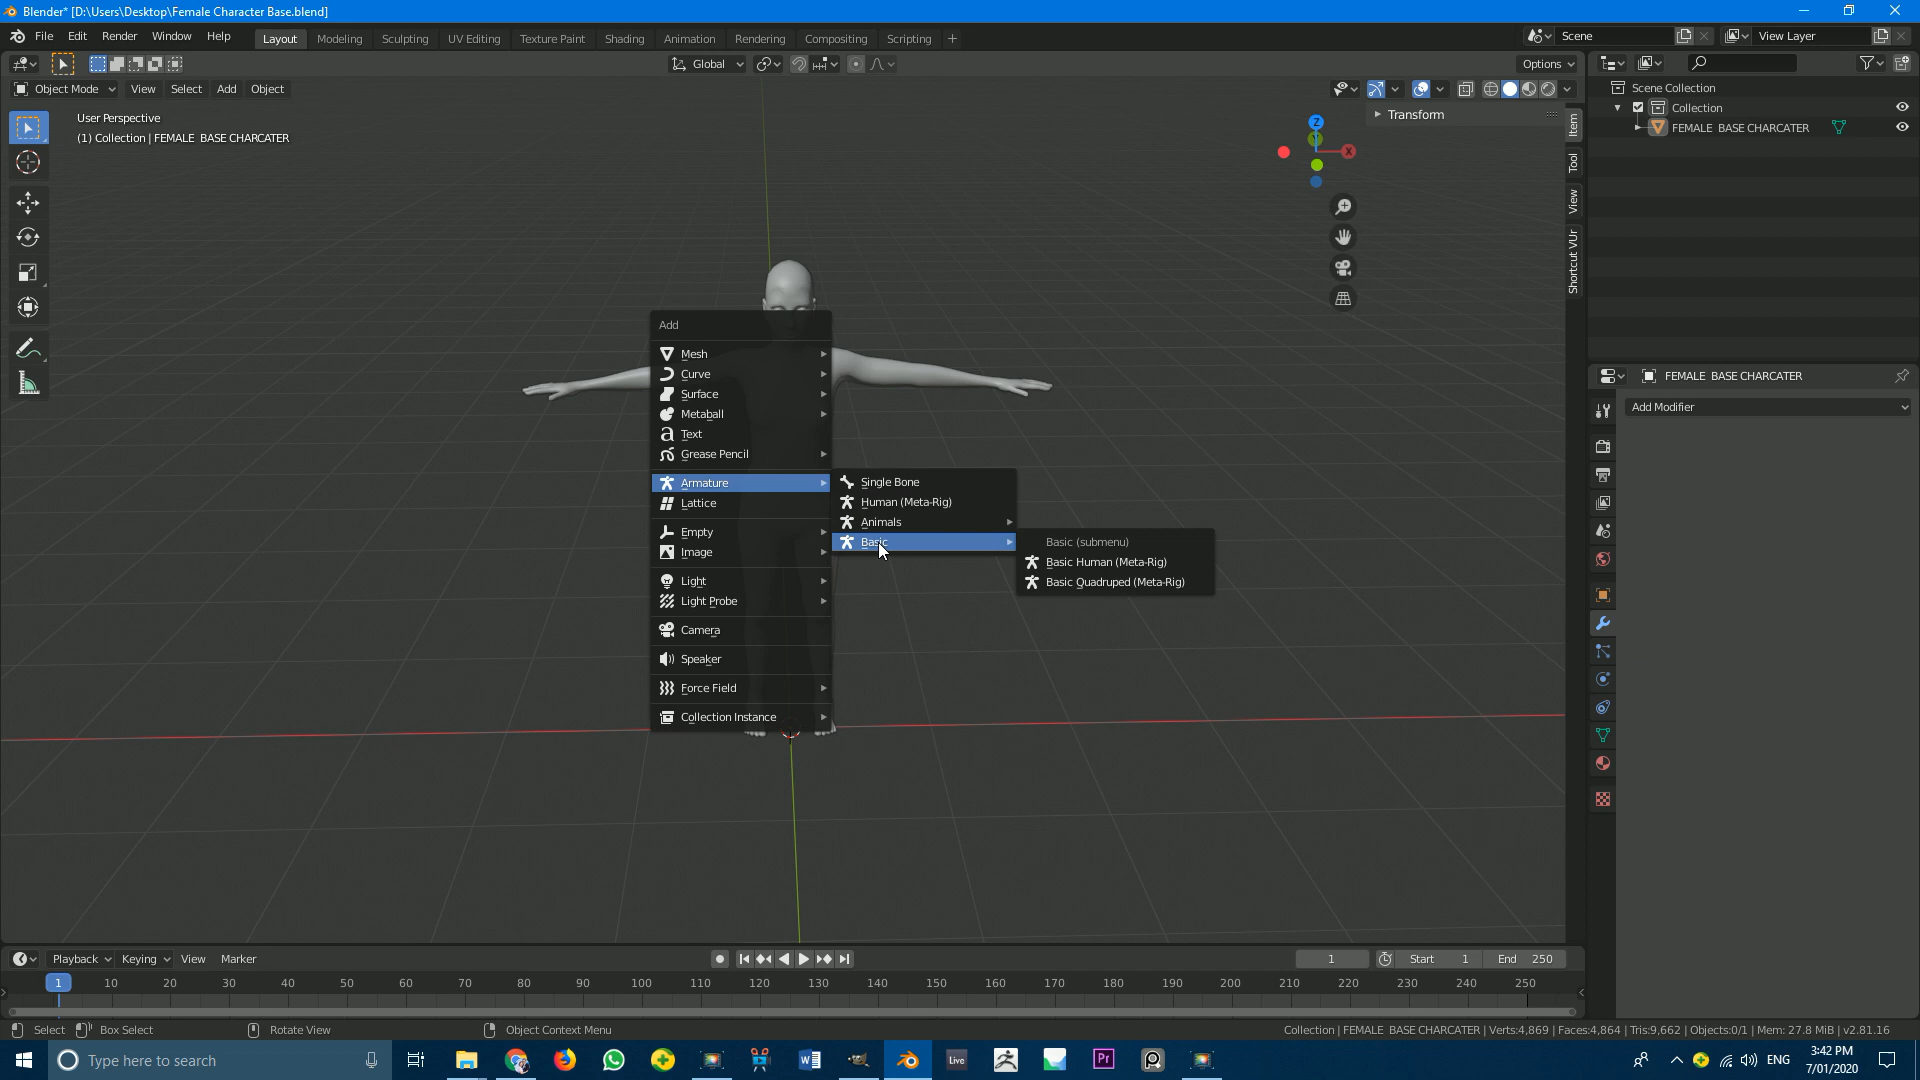 Blender* [D:\Users\Desktop\Female Character Base.blend]
File Edit Render Window Help
Layout Modeling Sculpting UV Editing Texture Paint Shading Animation Rendering Compositing Scripting +
Scene
View Layer
Global
Options
Object Mode View Select Add Object
User Perspective
(1) Collection | FEMALE BASE CHARCATER
Z
X
Transform
Item
Tool
View
Shortcut VUr
Scene Collection
Collection
FEMALE BASE CHARCATER
FEMALE BASE CHARCATER
Add Modifier
Add
Mesh
Curve
Surface
Metaball
Text
Grease Pencil
Armature
Lattice
Empty
Image
Light
Light Probe
Camera
Speaker
Force Field
Collection Instance
Single Bone
Human (Meta-Rig)
Animals
Basic
Basic (submenu)
Basic Human (Meta-Rig)
Basic Quadruped (Meta-Rig)
Playback Keying View Marker
1 Start 1 End 250
1 10 20 30 40 50 60 70 80 90 100 110 120 130 140 150 160 170 180 190 200 210 220 230 240 250
Select Box Select Rotate View Object Context Menu
Collection | FEMALE BASE CHARCATER | Verts:4,869 | Faces:4,864 | Tris:9,662 | Objects:0/1 | Mem: 27.8 MiB | v2.81.16
Type here to search
Live
Pr
ENG
3:42 PM
7/01/2020